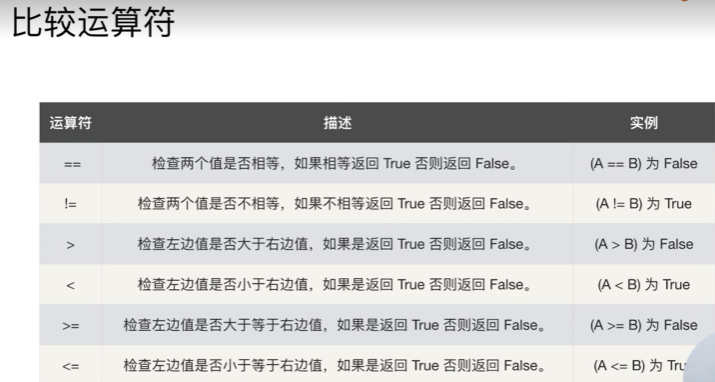 比较运算符
运算符 描述 实例
== 检查两个值是否相等，如果相等返回 True 否则返回 False。 (A == B) 为 False
!= 检查两个值是否不相等，如果不相等返回 True 否则返回 False。 (A != B) 为 True
> 检查左边值是否大于右边值，如果是返回 True 否则返回 False。 (A > B) 为 False
< 检查左边值是否小于右边值，如果是返回 True 否则返回 False。 (A < B) 为 True
>= 检查左边值是否大于等于右边值，如果是返回 True 否则返回 False。 (A >= B) 为 False
<= 检查左边值是否小于等于右边值，如果是返回 True 否则返回 False。 (A <= B) 为